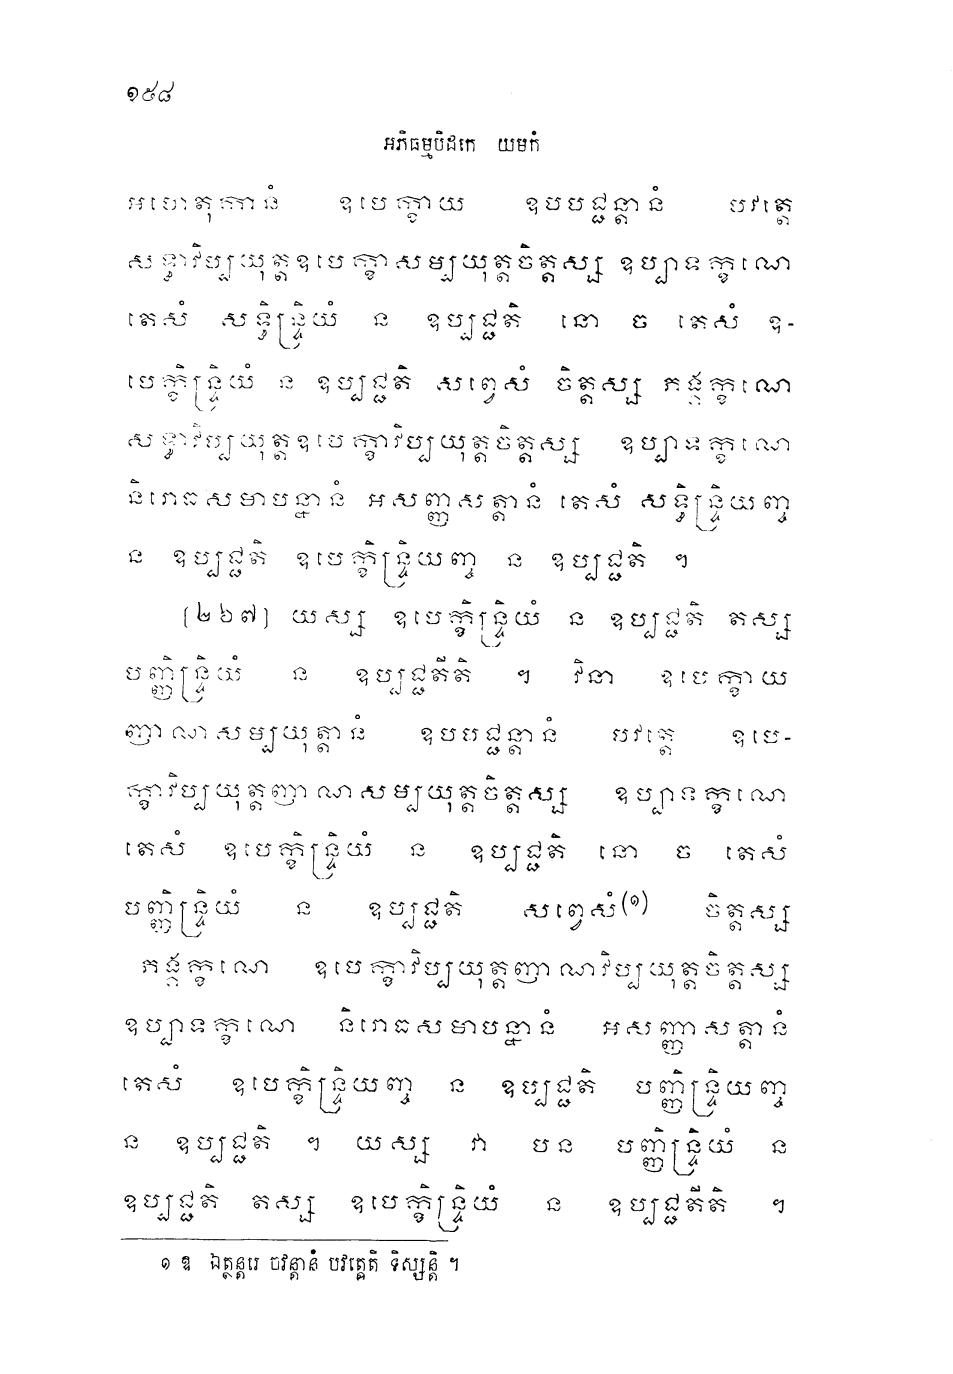 ១៥៨
អភិធម្មបិដកេ យមកំ
អហេតុកានំ ឧបេក្ខាយ ឧបបជ្ជន្តានំ បវត្តេ
សទ្ធាវិប្បយុត្តឧបេក្ខាសម្បយុត្តចិត្តស្ស ឧប្បាទក្ខណេ
តេសំ សទ្ធិន្ទ្រិយំ ន ឧប្បជ្ជតិ នោ ច តេសំ ឧ-
បេក្ខិន្ទ្រិយំ ន ឧប្បជ្ជតិ សព្វេសំ ចិត្តស្ស ភង្គក្ខណេ
សទ្ធាវិប្បយុត្តឧបេក្ខាវិប្បយុត្តចិត្តស្ស ឧប្បាទក្ខណេ
និរោធសមាបន្នានំ អសញ្ញសត្តានំ តេសំ សទ្ធិន្ទ្រិយញ្ច
ន ឧប្បជ្ជតិ ឧបេក្ខិន្ទ្រិយញ្ច ន ឧប្បជ្ជតិ ។
[២៦៧] យស្ស ឧបេក្ខិន្ទ្រិយំ ន ឧប្បជ្ជតិ តស្ស
បញ្ញិន្ទ្រិយំ ន ឧប្បជ្ជតីតិ ។ វិនា ឧបេក្ខាយ
ញាណសម្បយុត្តានំ ឧបបជ្ជន្តានំ បវត្តេ ឧបេ-
ក្ខាវិប្បយុត្តញាណសម្បយុត្តចិត្តស្ស ឧប្បាទក្ខណេ
តេសំ ឧបេក្ខិន្ទ្រិយំ ន ឧប្បជ្ជតិ នោ ច តេសំ
បញ្ញិន្ទ្រិយំ ន ឧប្បជ្ជតិ សព្វេសំ(១) ចិត្តស្ស
ភង្គក្ខណេ ឧបេក្ខាវិប្បយុត្តញាណវិប្បយុត្តចិត្តស្ស
ឧប្បាទក្ខណេ និរោធសមាបន្នានំ អសញ្ញាសត្តានំ
តេសំ ឧបេក្ខិន្ទ្រិយញ្ច ន ឧប្បជ្ជតិ បញ្ញិន្ទ្រិយញ្ច
ន ឧប្បជ្ជតិ ។ យស្ស វា បន បញ្ញិន្ទ្រិយំ ន
ឧប្បជ្ជតិ តស្ស ឧបេក្ខិន្ទ្រិយំ ន ឧប្បជ្ជតីតិ ។
១ ឧ ឯត្ថន្តរេ ចវន្តានំ បវត្តេតិ ទិស្សន្តិ ។